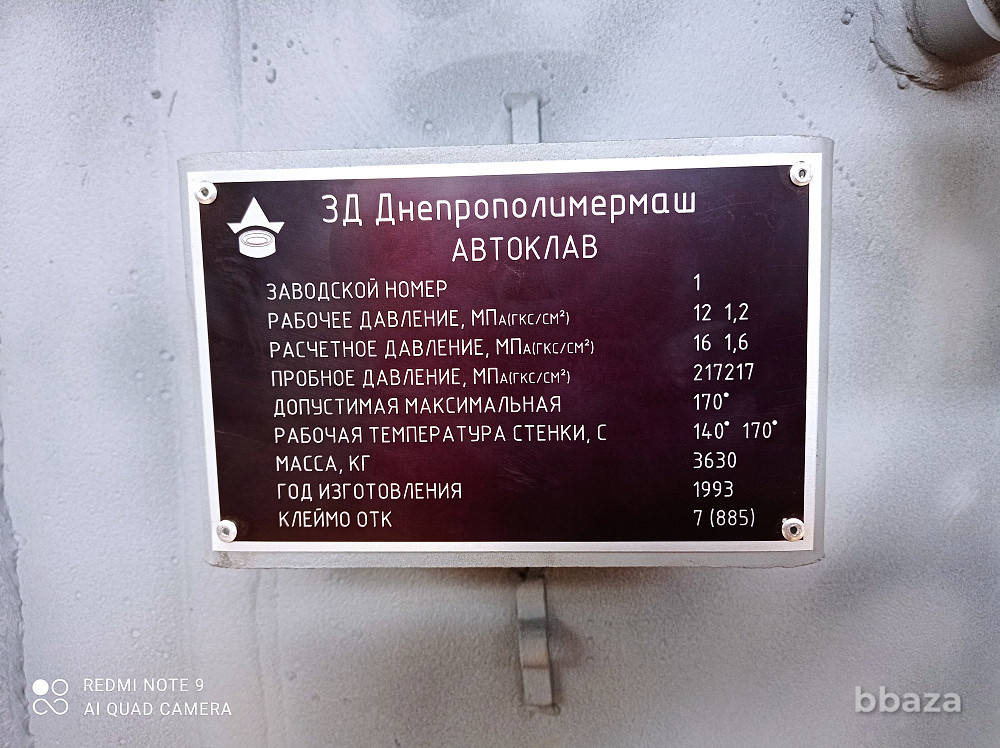 ЗД Днепрополимермаш
АВТОКЛАВ
ЗАВОДСКОЙ НОМЕР 1
РАБОЧЕЕ ДАВЛЕНИЕ, МПа(ГКС/СМ²) 12 1,2
РАСЧЕТНОЕ ДАВЛЕНИЕ, МПа(ГКС/СМ²) 16 1,6
ПРОБНОЕ ДАВЛЕНИЕ, МПа(ГКС/СМ²) 217217
ДОПУСТИМАЯ МАКСИМАЛЬНАЯ 170°
РАБОЧАЯ ТЕМПЕРАТУРА СТЕНКИ, С 140° 170°
МАССА, КГ 3630
ГОД ИЗГОТОВЛЕНИЯ 1993
КЛЕЙМО ОТК 7 (885)
REDMI NOTE 9
AI QUAD CAMERA
bbaza